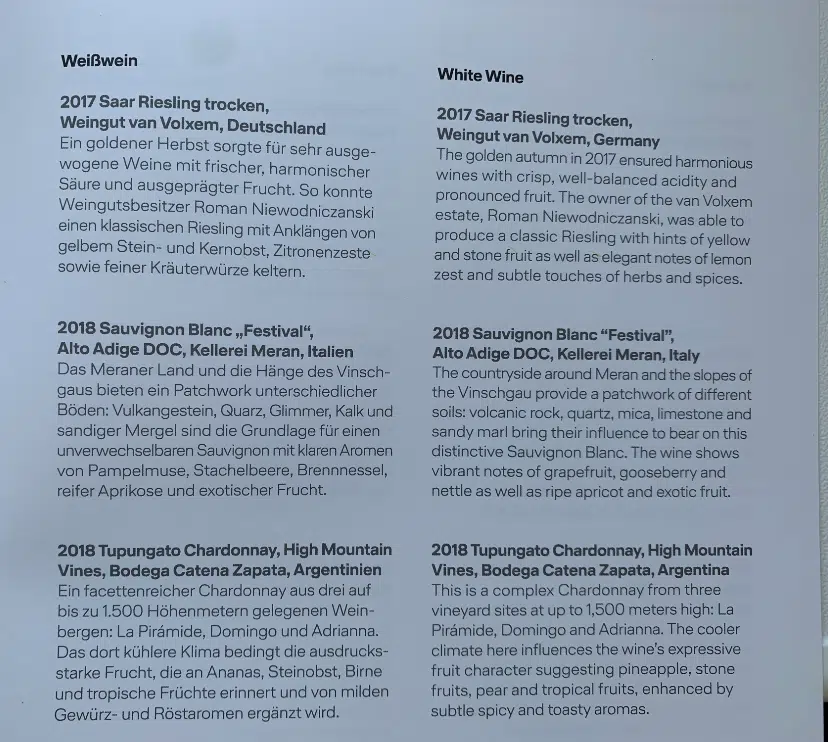 Weißwein
2017 Saar Riesling trocken,
Weingut van Volxem, Deutschland
Ein goldener Herbst sorgte für sehr ausge-
wogene Weine mit frischer, harmonischer
Säure und ausgeprägter Frucht. So konnte
Weingutsbesitzer Roman Niewodniczanski
einen klassischen Riesling mit Anklängen von
gelbem Stein- und Kernobst, Zitronenzeste
sowie feiner Kräuterwürze keltern.
2018 Sauvignon Blanc „Festival“,
Alto Adige DOC, Kellerei Meran, Italien
Das Meraner Land und die Hänge des Vinsch-
gaus bieten ein Patchwork unterschiedlicher
Böden: Vulkangestein, Quarz, Glimmer, Kalk und
sandiger Mergel sind die Grundlage für einen
unverwechselbaren Sauvignon mit klaren Aromen
von Pampelmuse, Stachelbeere, Brennnessel,
reifer Aprikose und exotischer Frucht.
2018 Tupungato Chardonnay, High Mountain
Vines, Bodega Catena Zapata, Argentinien
Ein facettenreicher Chardonnay aus drei auf
bis zu 1.500 Höhenmetern gelegenen Wein-
bergen: La Pirámide, Domingo und Adrianna.
Das dort kühlere Klima bedingt die ausdrucks-
starke Frucht, die an Ananas, Steinobst, Birne
und tropische Früchte erinnert und von milden
Gewürz- und Röstaromen ergänzt wird.
White Wine
2017 Saar Riesling trocken,
Weingut van Volxem, Germany
The golden autumn in 2017 ensured harmonious
wines with crisp, well-balanced acidity and
pronounced fruit. The owner of the van Volxem
estate, Roman Niewodniczanski, was able to
produce a classic Riesling with hints of yellow
and stone fruit as well as elegant notes of lemon
zest and subtle touches of herbs and spices.
2018 Sauvignon Blanc “Festival”,
Alto Adige DOC, Kellerei Meran, Italy
The countryside around Meran and the slopes of
the Vinschgau provide a patchwork of different
soils: volcanic rock, quartz, mica, limestone and
sandy marl bring their influence to bear on this
distinctive Sauvignon Blanc. The wine shows
vibrant notes of grapefruit, gooseberry and
nettle as well as ripe apricot and exotic fruit.
2018 Tupungato Chardonnay, High Mountain
Vines, Bodega Catena Zapata, Argentina
This is a complex Chardonnay from three
vineyard sites at up to 1,500 meters high: La
Pirámide, Domingo and Adrianna. The cooler
climate here influences the wine’s expressive
fruit character suggesting pineapple, stone
fruits, pear and tropical fruits, enhanced by
subtle spicy and toasty aromas.